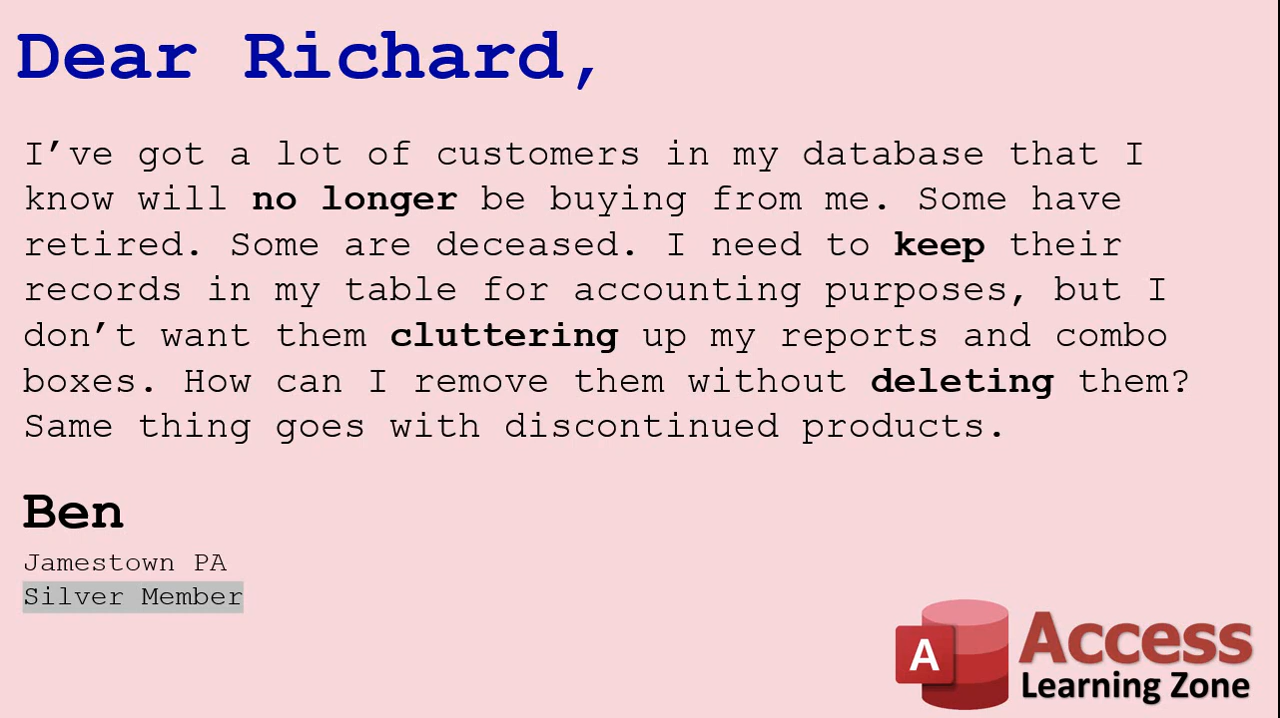 Dear Richard,
I’ve got a lot of customers in my database that I
know will no longer be buying from me. Some have
retired. Some are deceased. I need to keep their
records in my table for accounting purposes, but I
don’t want them cluttering up my reports and combo
boxes. How can I remove them without deleting them?
Same thing goes with discontinued products.
Ben
Jamestown PA
Silver Member
A
Access
Learning Zone